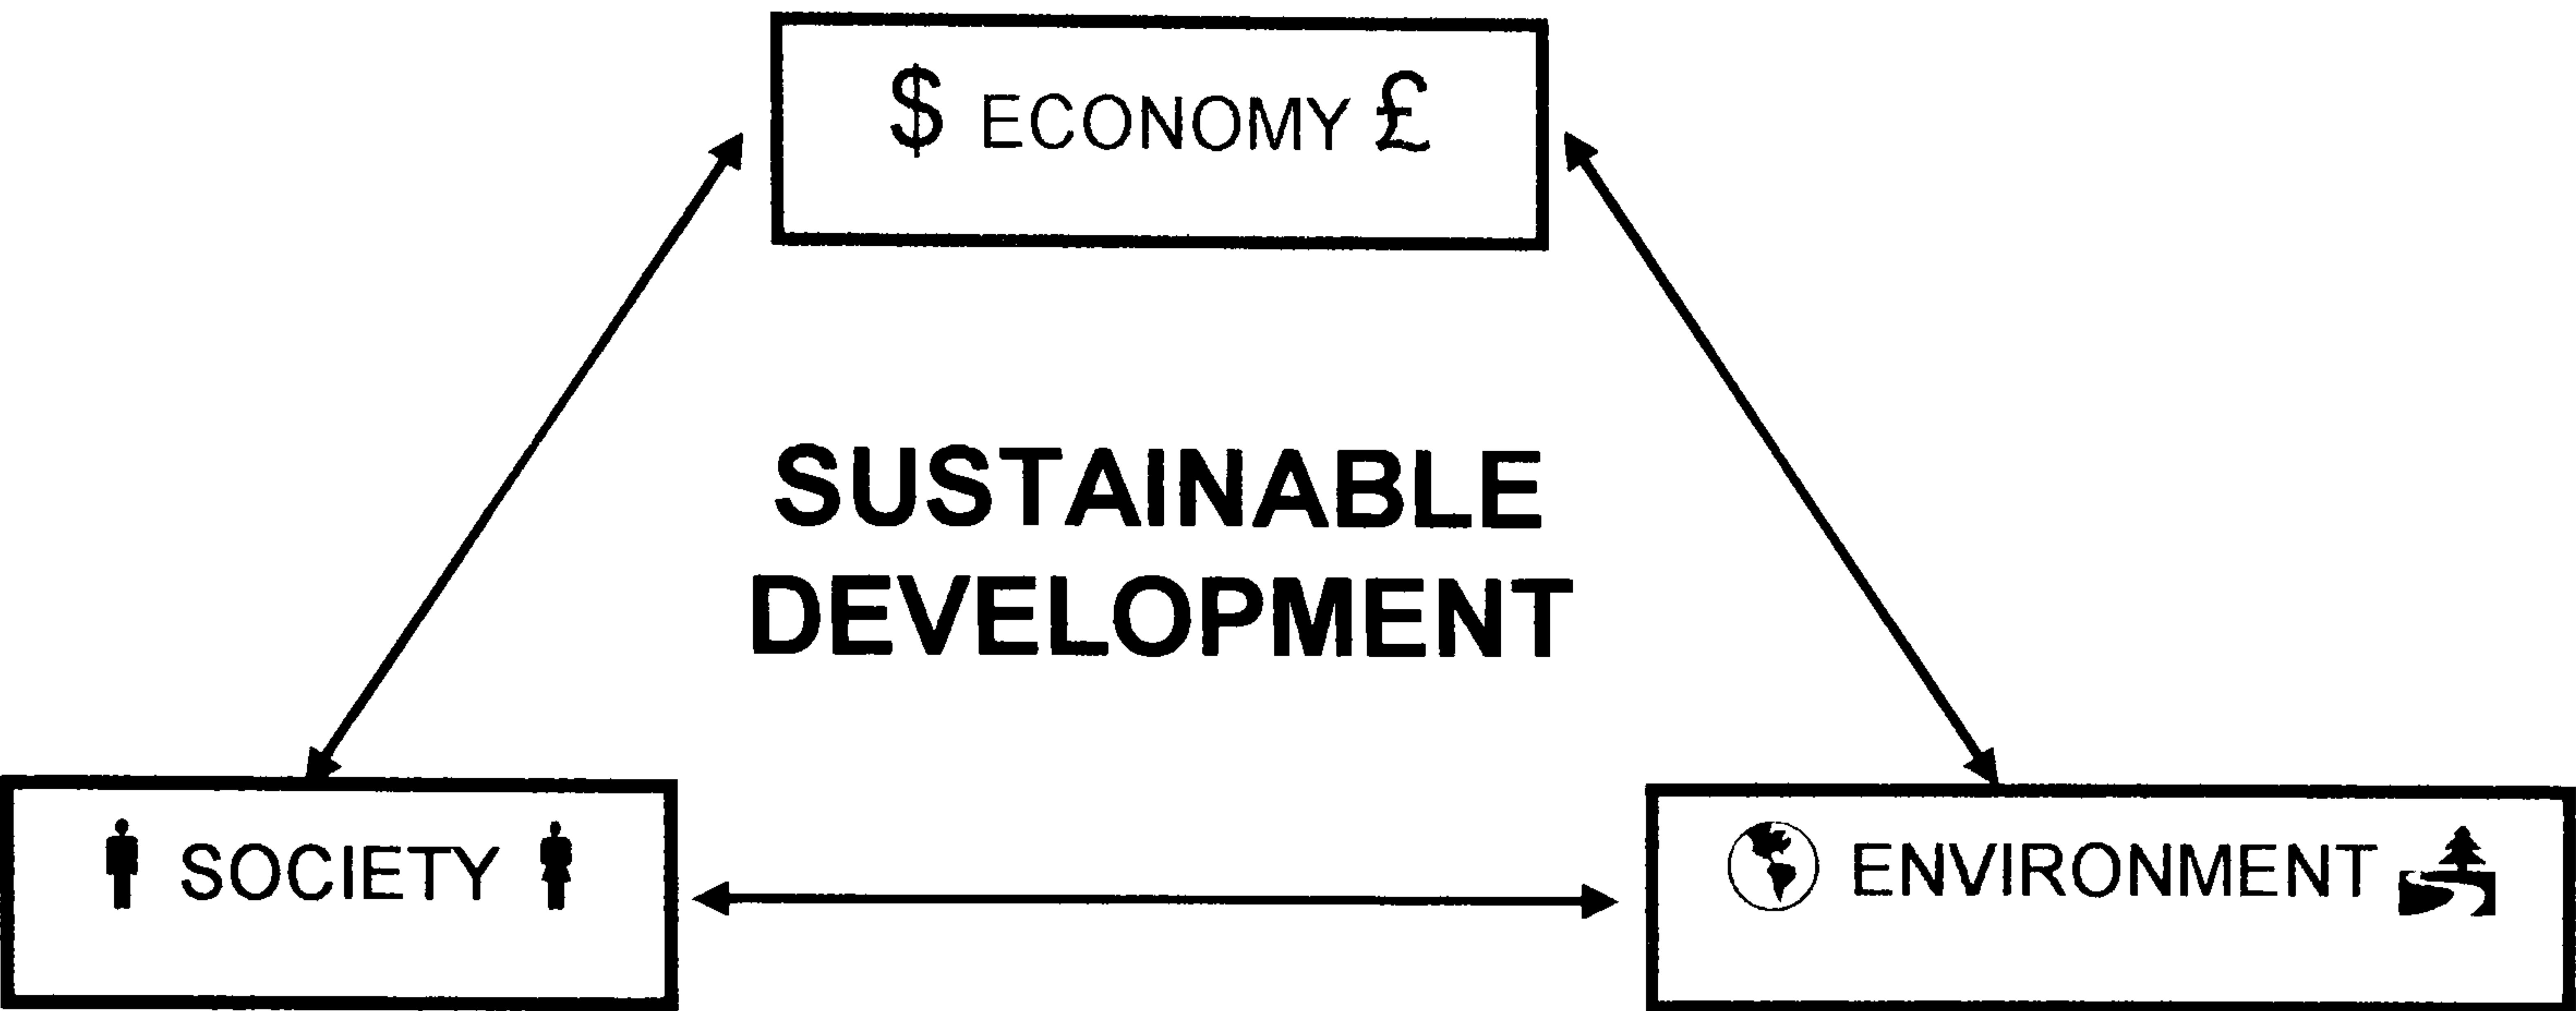 $ ECONOMY £
SUSTAINABLE
DEVELOPMENT
SOCIETY
ENVIRONMENT